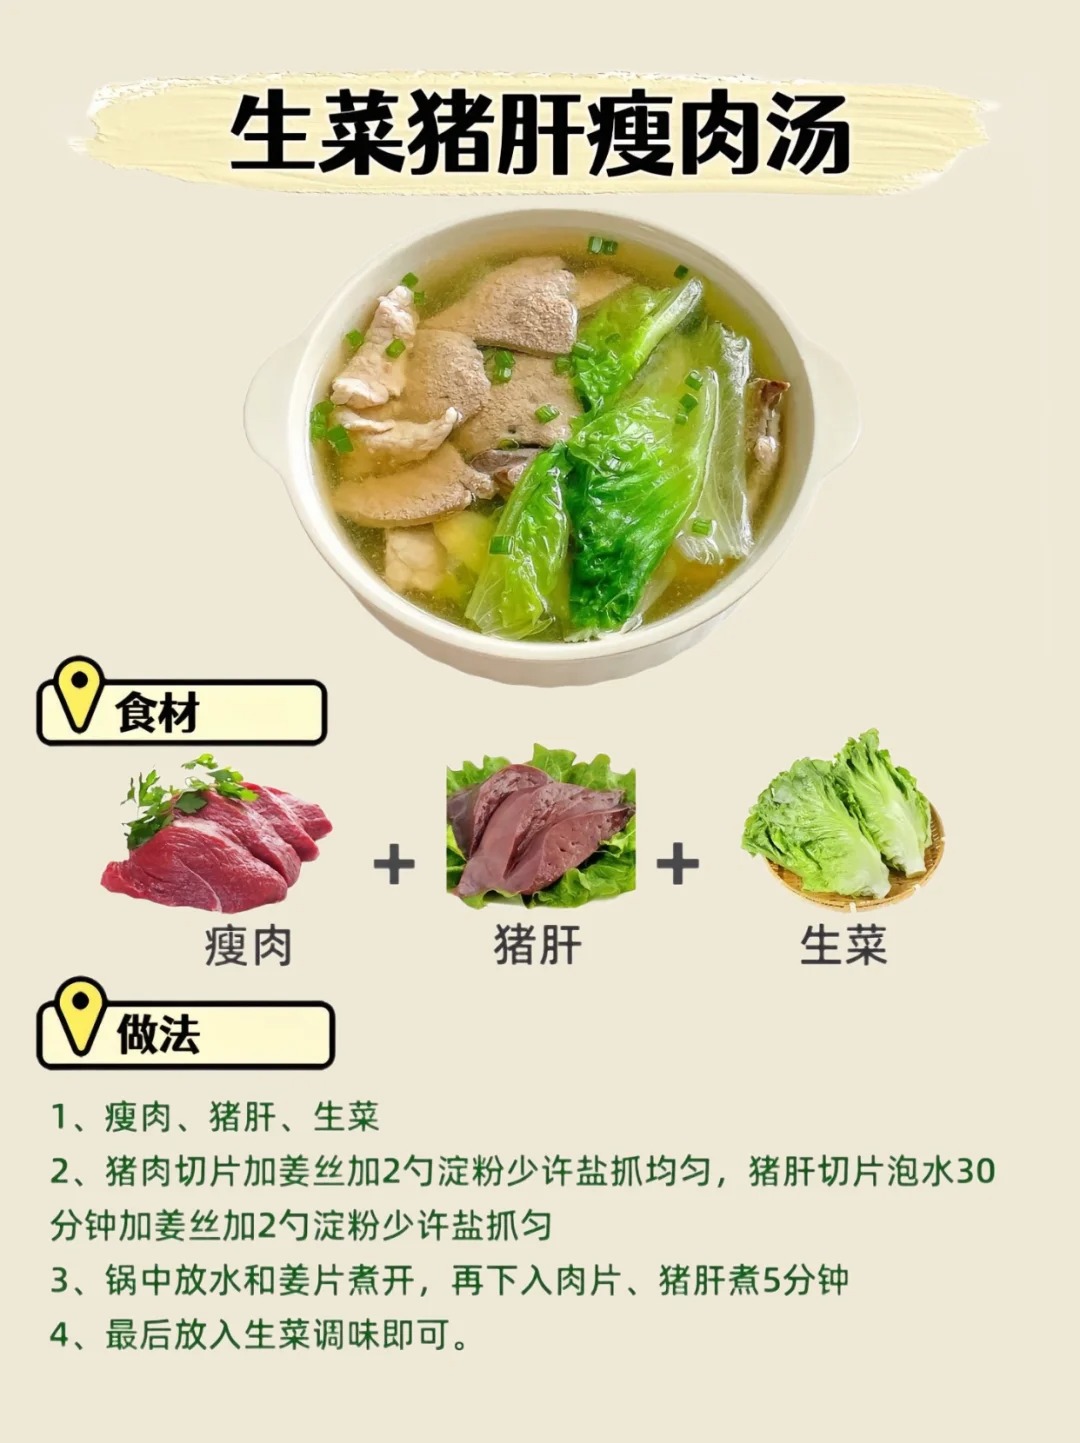 生菜猪肝瘦肉汤
食材
瘦肉
+
猪肝
+
生菜
做法
1、瘦肉、猪肝、生菜
2、猪肉切片加姜丝加2勺淀粉少许盐抓均匀，猪肝切片泡水30
分钟加姜丝加2勺淀粉少许盐抓匀
3、锅中放水和姜片煮开，再下入肉片、猪肝煮5分钟
4、最后放入生菜调味即可。